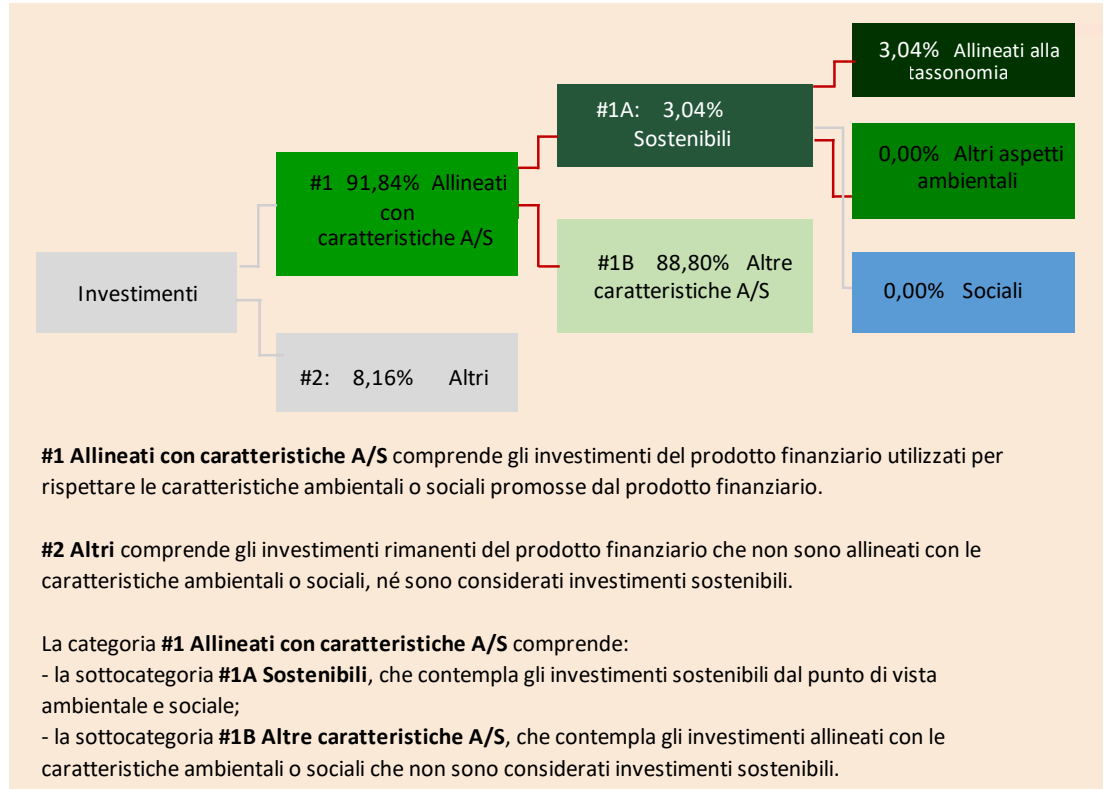 3,04% Allineati alla
tassonomia
#1A: 3,04%
Sostenibili
0,00% Altri aspetti
ambientali
#1 91,84% Allineati
con
caratteristiche A/S
#1B 88,80% Altre
caratteristiche A/S
Investimenti
0,00% Sociali
#2: 8,16% Altri
#1 Allineati con caratteristiche A/S comprende gli investimenti del prodotto finanziario utilizzati per
rispettare le caratteristiche ambientali o sociali promosse dal prodotto finanziario.
#2 Altri comprende gli investimenti rimanenti del prodotto finanziario che non sono allineati con le
caratteristiche ambientali o sociali, né sono considerati investimenti sostenibili.
La categoria #1 Allineati con caratteristiche A/S comprende:
- la sottocategoria #1A Sostenibili, che contempla gli investimenti sostenibili dal punto di vista
ambientale e sociale;
- la sottocategoria #1B Altre caratteristiche A/S, che contempla gli investimenti allineati con le
caratteristiche ambientali o sociali che non sono considerati investimenti sostenibili.